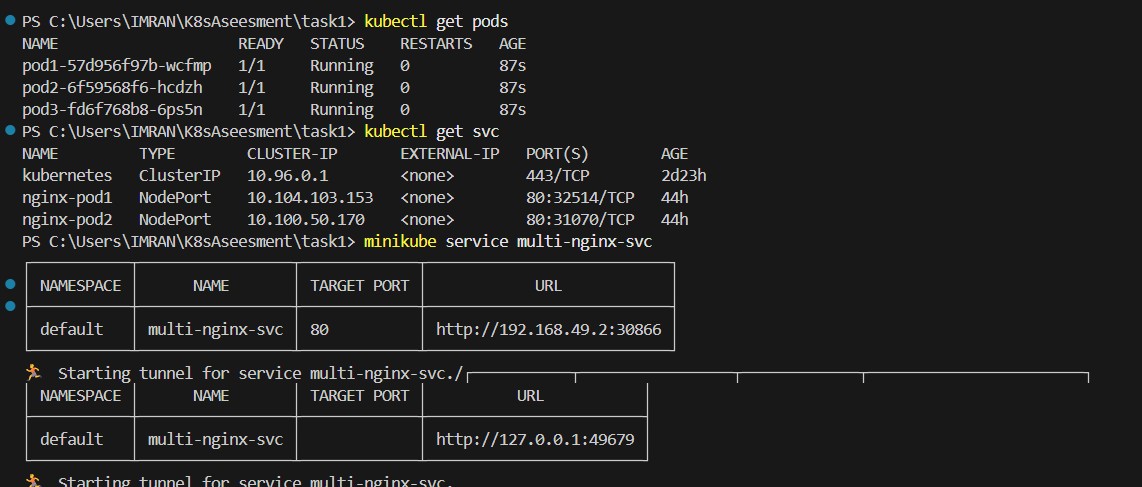 PS C:\Users\IMRAN\K8sAseesment\task1> kubectl get pods
NAME READY STATUS RESTARTS AGE
pod1-57d956f97b-wcfmp 1/1 Running 0 87s
pod2-6f59568f6-hcdzh 1/1 Running 0 87s
pod3-fd6f768b8-6ps5n 1/1 Running 0 87s
PS C:\Users\IMRAN\K8sAseesment\task1> kubectl get svc
NAME TYPE CLUSTER-IP EXTERNAL-IP PORT(S) AGE
kubernetes ClusterIP 10.96.0.1 <none> 443/TCP 2d23h
nginx-pod1 NodePort 10.104.103.153 <none> 80:32514/TCP 44h
nginx-pod2 NodePort 10.100.50.170 <none> 80:31070/TCP 44h
PS C:\Users\IMRAN\K8sAseesment\task1> minikube service multi-nginx-svc
NAMESPACE NAME TARGET PORT URL
default multi-nginx-svc 80 http://192.168.49.2:30866
Starting tunnel for service multi-nginx-svc./
NAMESPACE NAME TARGET PORT URL
default multi-nginx-svc http://127.0.0.1:49679
Starting tunnel for service multi-nginx-svc.